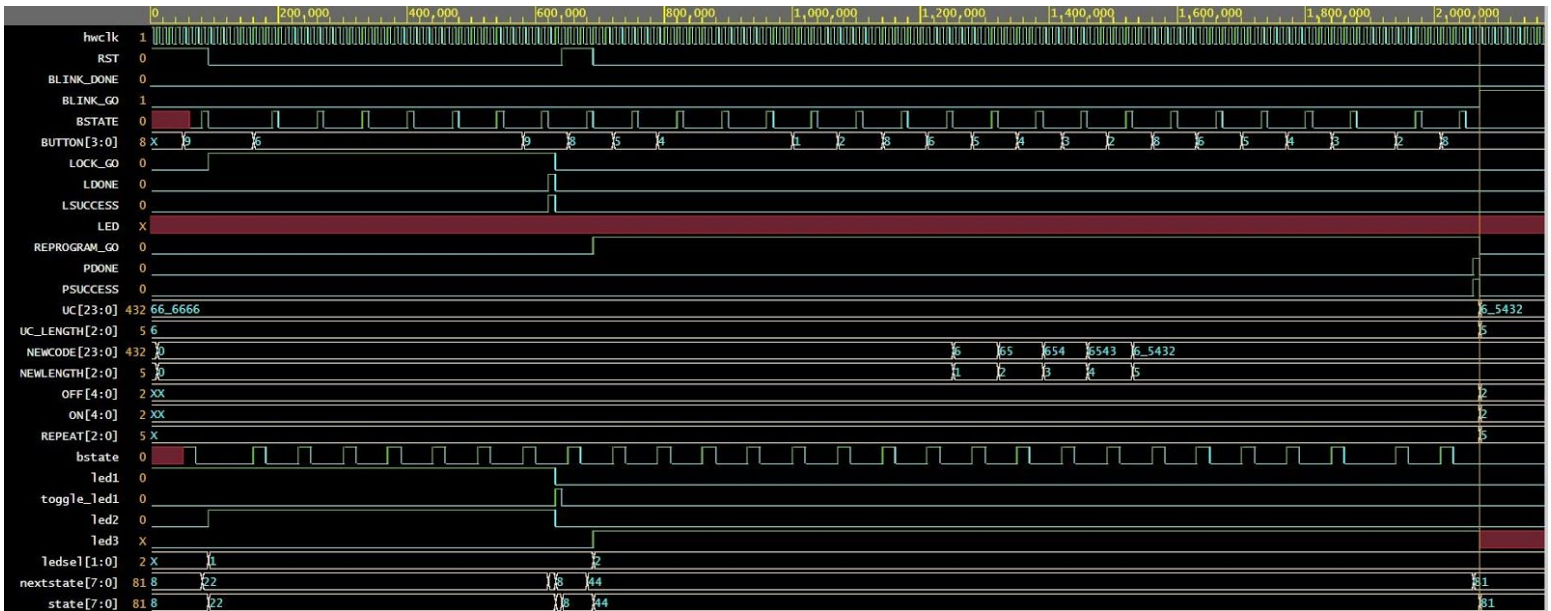 0 200,000 400,000 600,000 800,000 1,000,000 1,200,000 1,400,000 1,600,000 1,800,000 2,000,000
hwclk 1
RST 0
BLINK_DONE 0
BLINK_GO 1
BSTATE 0
BUTTON[3:0] 8 X 9 6 9 8 5 4 1 2 8 6 5 4 3 2 8 6 5 4 3 2 8
LOCK_GO 0
LDONE 0
LSUCCESS 0
LED X
REPROGRAM_GO 0
PDONE 0
PSUCCESS 0
UC[23:0] 432 66_6666 6_5432
UC_LENGTH[2:0] 5 6 5
NEWCODE[23:0] 432 0 6 65 654 6543 6_5432
NEWLENGTH[2:0] 5 0 1 2 3 4 5
OFF[4:0] 2 XX 2
ON[4:0] 2 XX 2
REPEAT[2:0] 5 X 5
bstate 0
led1 0
toggle_led1 0
led2 0
led3 X
ledsel[1:0] 2 X 1 2
nextstate[7:0] 81 8 22 8 44 81
state[7:0] 81 8 22 8 44 81